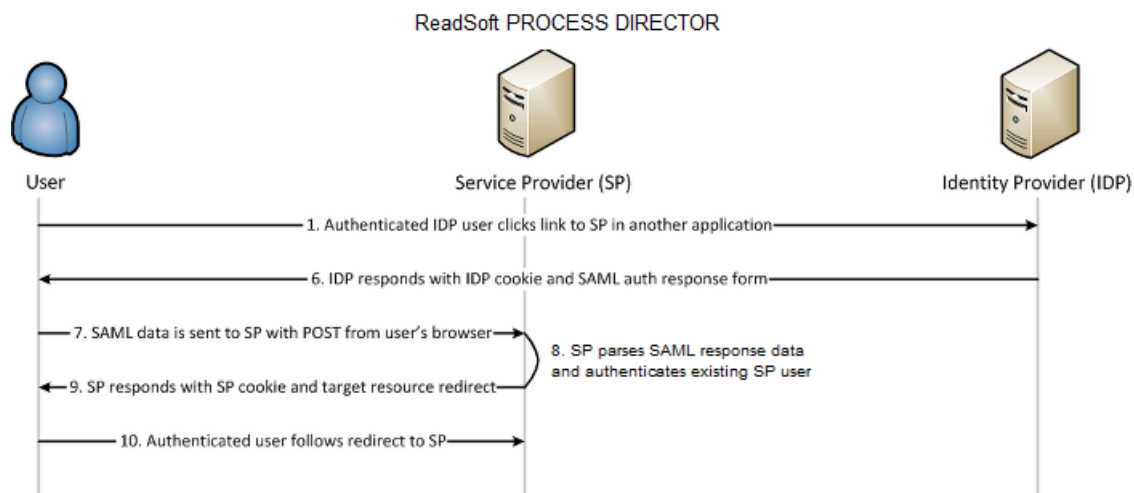 ReadSoft PROCESS DIRECTOR
User
Service Provider (SP)
Identity Provider (IDP)
1. Authenticated IDP user clicks link to SP in another application
6. IDP responds with IDP cookie and SAML auth response form
7. SAML data is sent to SP with POST from user's browser
8. SP parses SAML response data
and authenticates existing SP user
9. SP responds with SP cookie and target resource redirect
10. Authenticated user follows redirect to SP